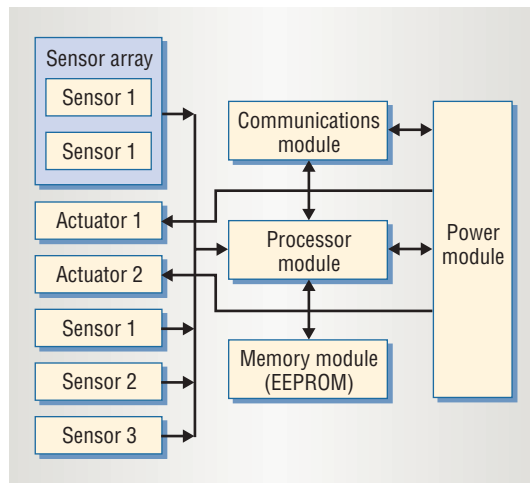 Sensor array
Sensor 1
Sensor 1
Actuator 1
Actuator 2
Sensor 1
Sensor 2
Sensor 3
Communications
module
Processor
module
Memory module
(EEPROM)
Power
module